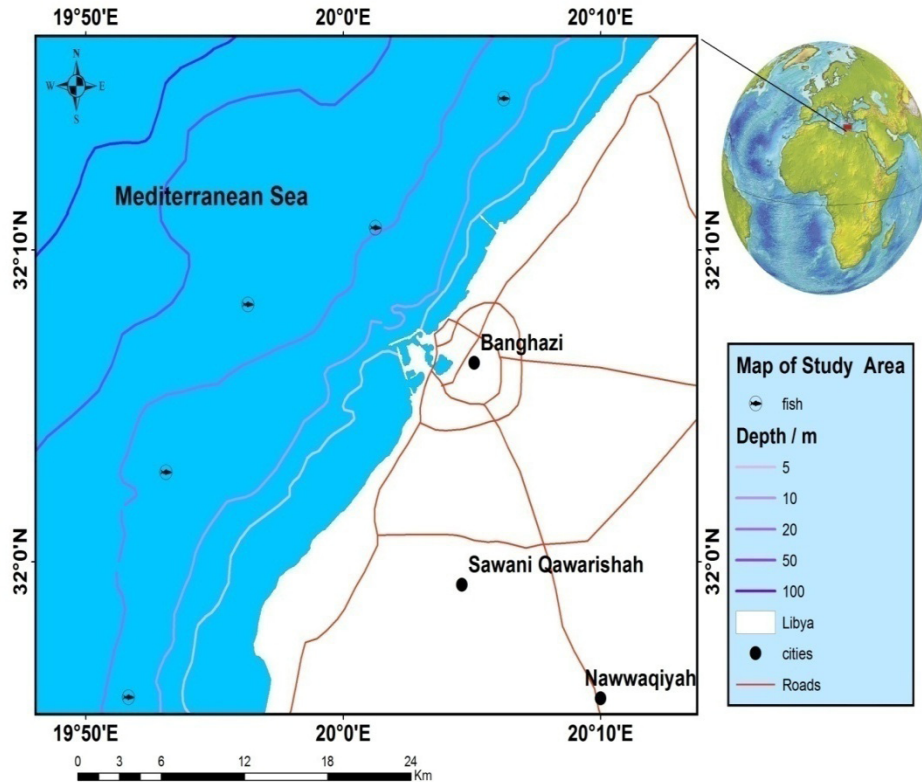 19°50'E 20°0'E 20°10'E
N
W E
S
Mediterranean Sea
32°10'N 32°10'N
Banghazi
32°0'N 32°0'N
Sawani Qawarishah
Nawwaqiyah
19°50'E 20°0'E 20°10'E
0 3 6 12 18 24
Km
Map of Study Area
fish
Depth / m
5
10
20
50
100
Libya
cities
Roads